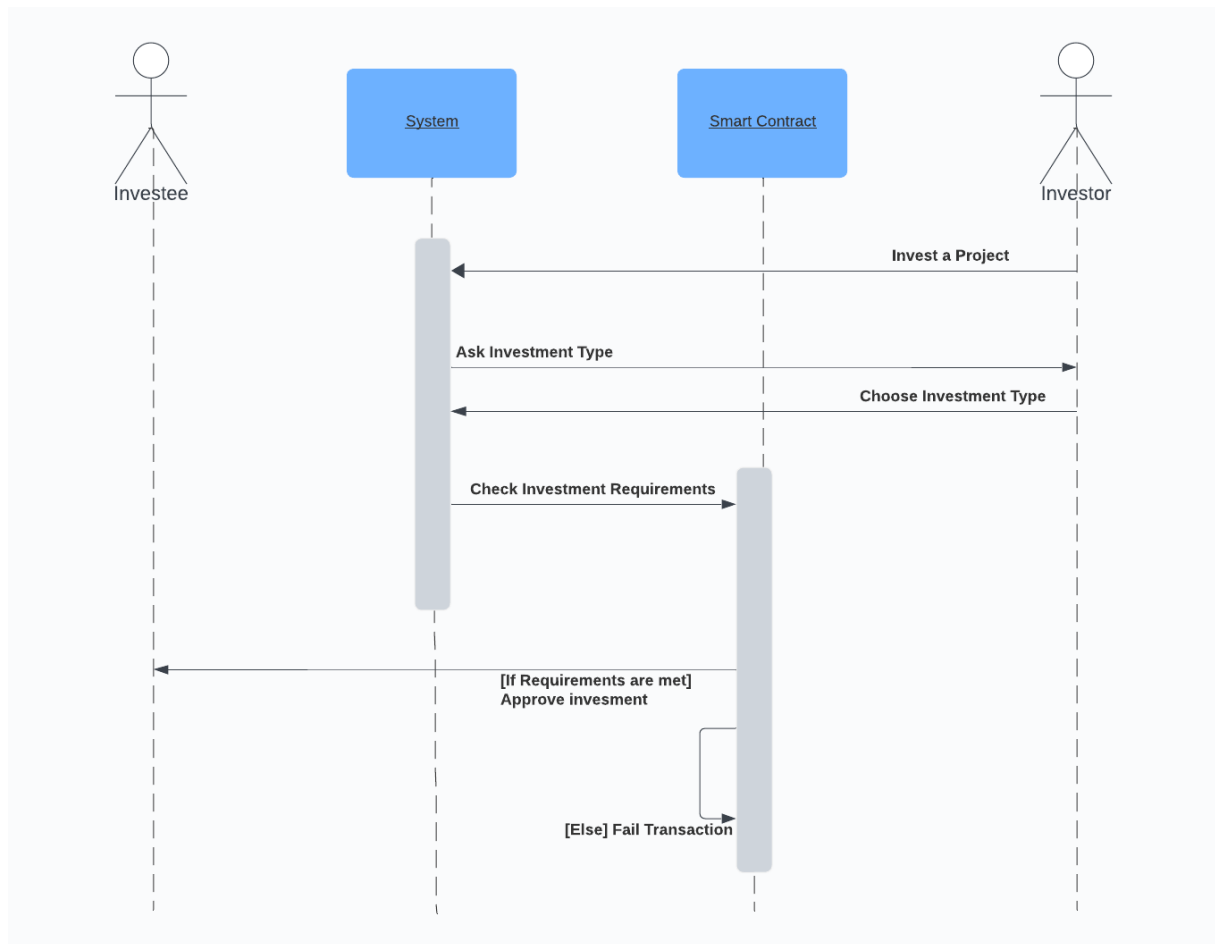 System
Smart Contract
Investee
Investor
Invest a Project
Ask Investment Type
Choose Investment Type
Check Investment Requirements
[If Requirements are met]
Approve invesment
[Else] Fail Transaction